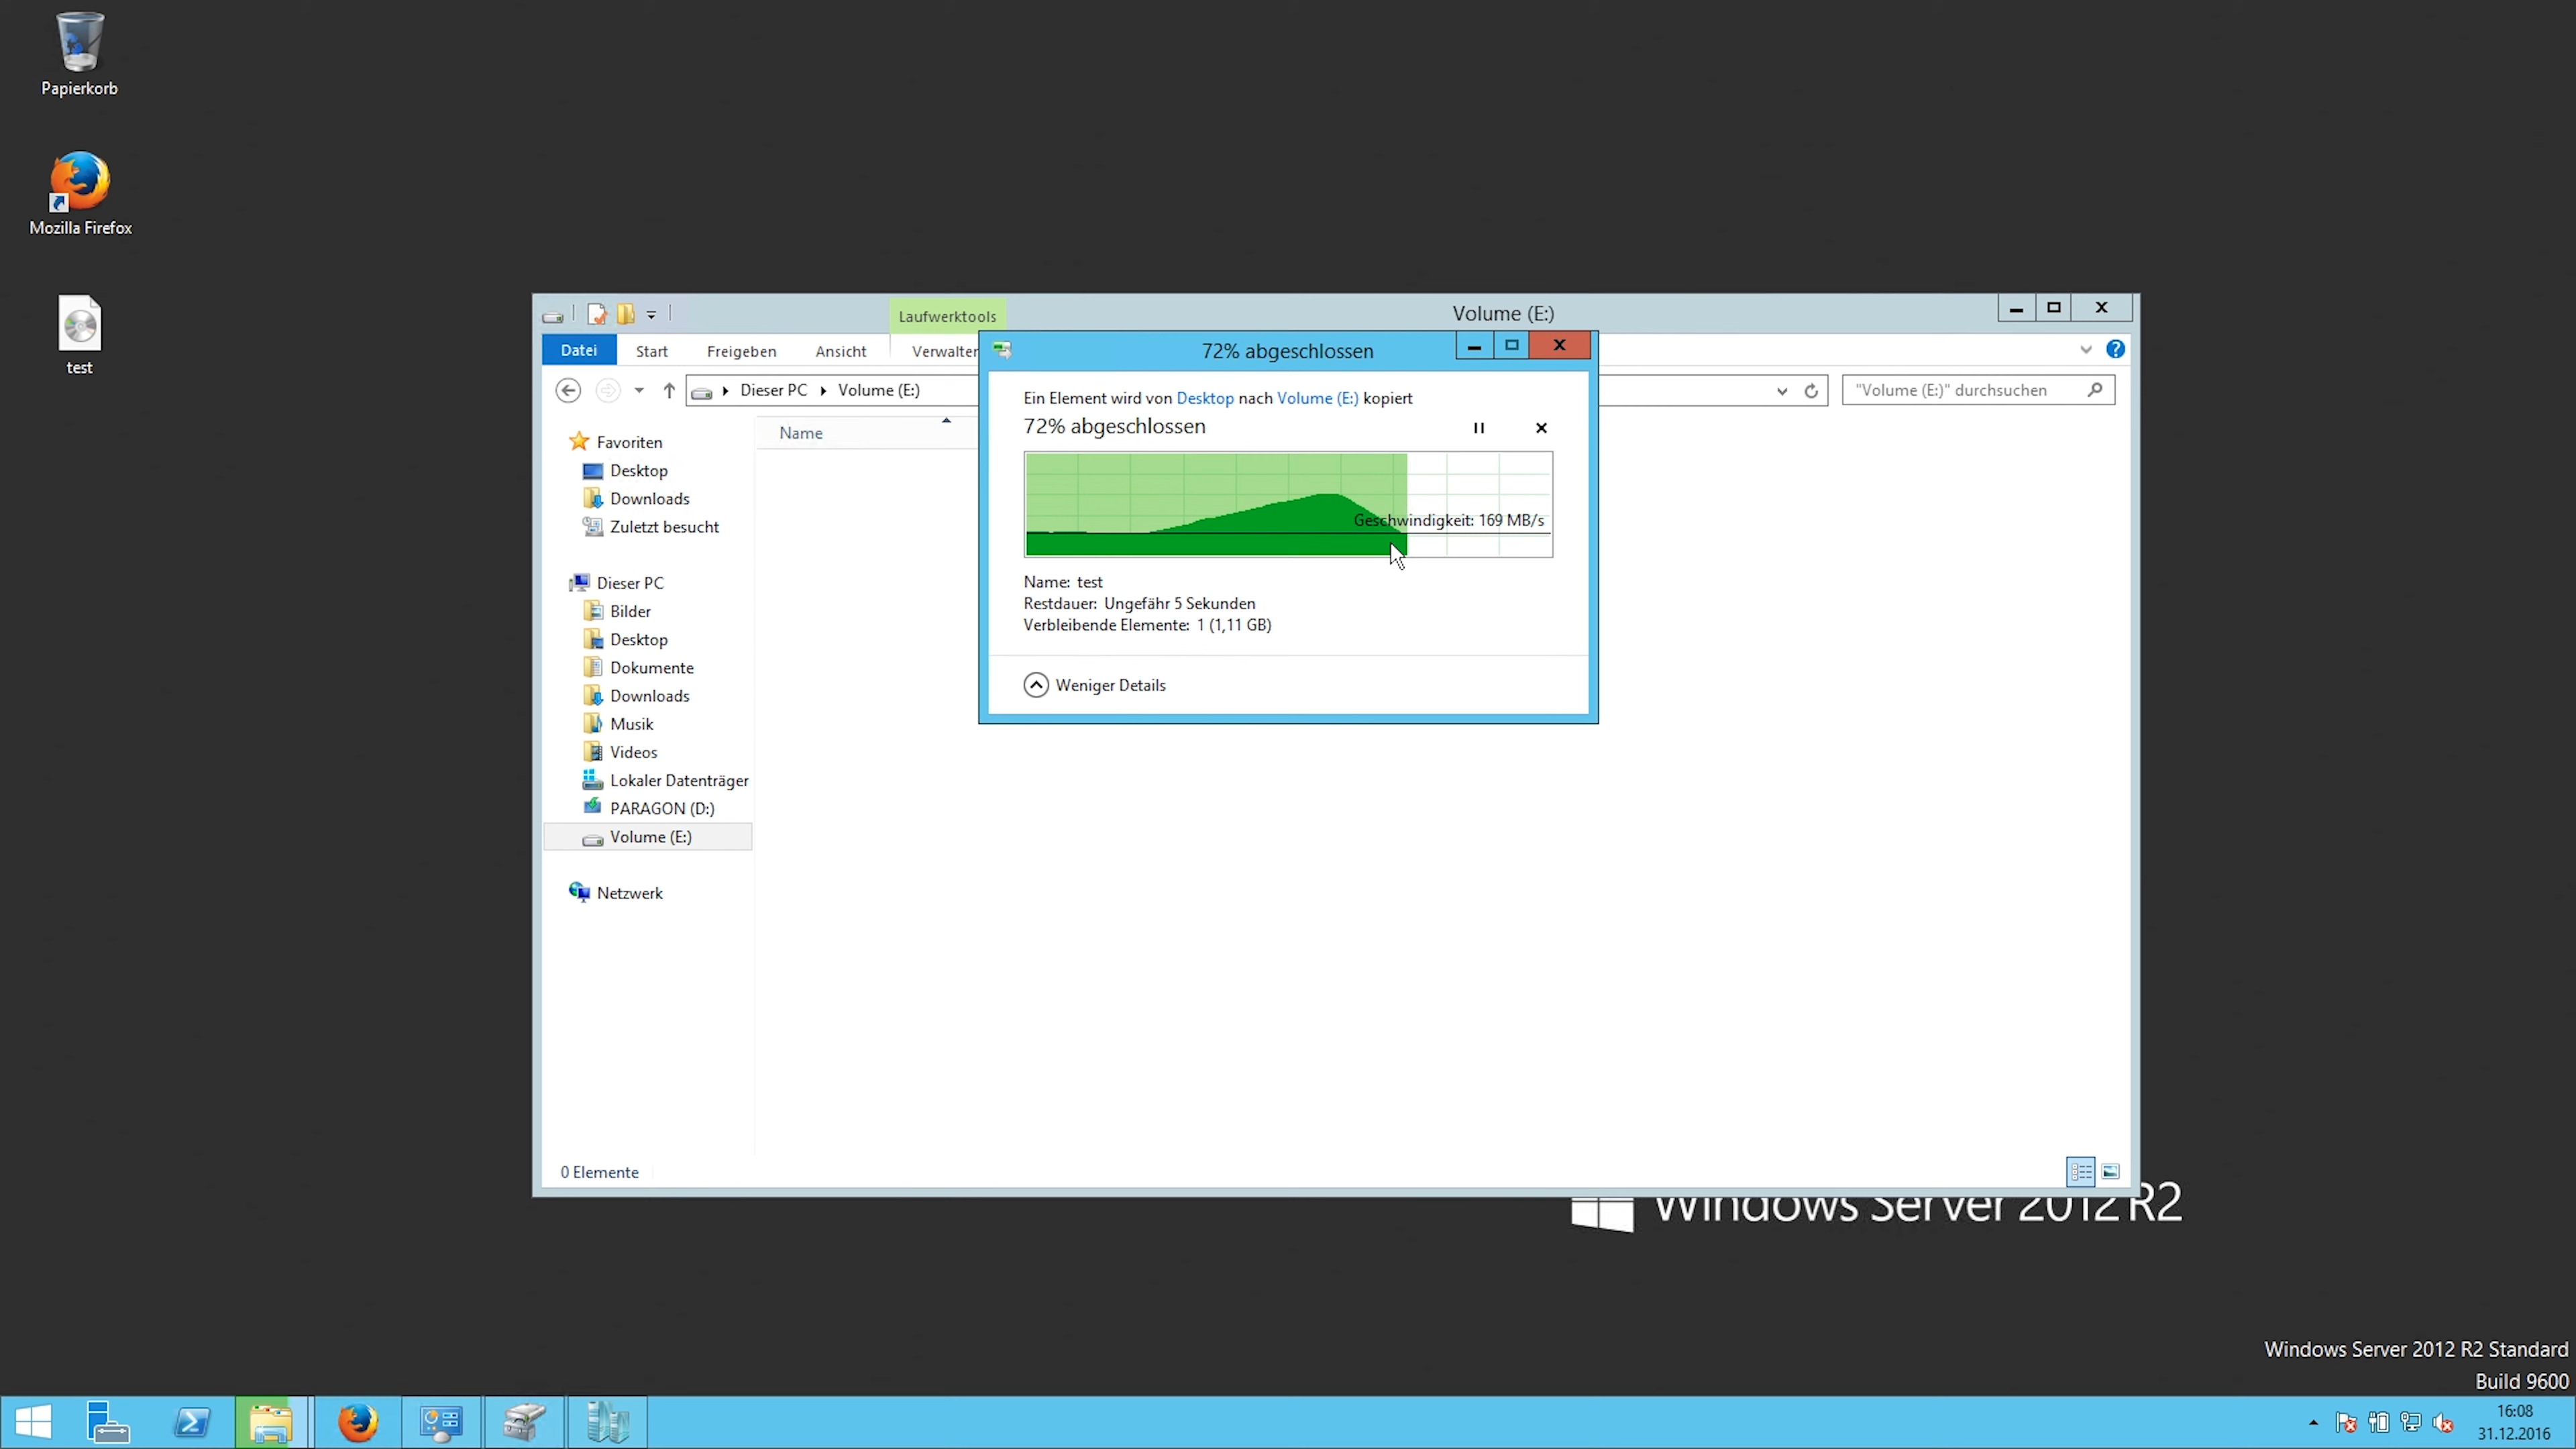 Papierkorb
Mozilla Firefox
test
Laufwerktools
Volume (E:)
Datei
Start
Freigeben
Ansicht
Dieser PC
Volume (E:)
"Volume (E:)" durchsuchen
Favoriten
Desktop
Downloads
Zuletzt besucht
Dieser PC
Bilder
Desktop
Dokumente
Downloads
Musik
Videos
Lokaler Datenträger
PARAGON (D:)
Volume (E:)
Netzwerk
Name
0 Elemente
72% abgeschlossen
Ein Element wird von Desktop nach Volume (E:) kopiert
72% abgeschlossen
Geschwindigkeit: 169 MB/s
Name: test
Restdauer: Ungefähr 5 Sekunden
Verbleibende Elemente: 1 (1,11 GB)
Weniger Details
Windows Server 2012 R2
Windows Server 2012 R2 Standard
Build 9600
16:08
31.12.2016